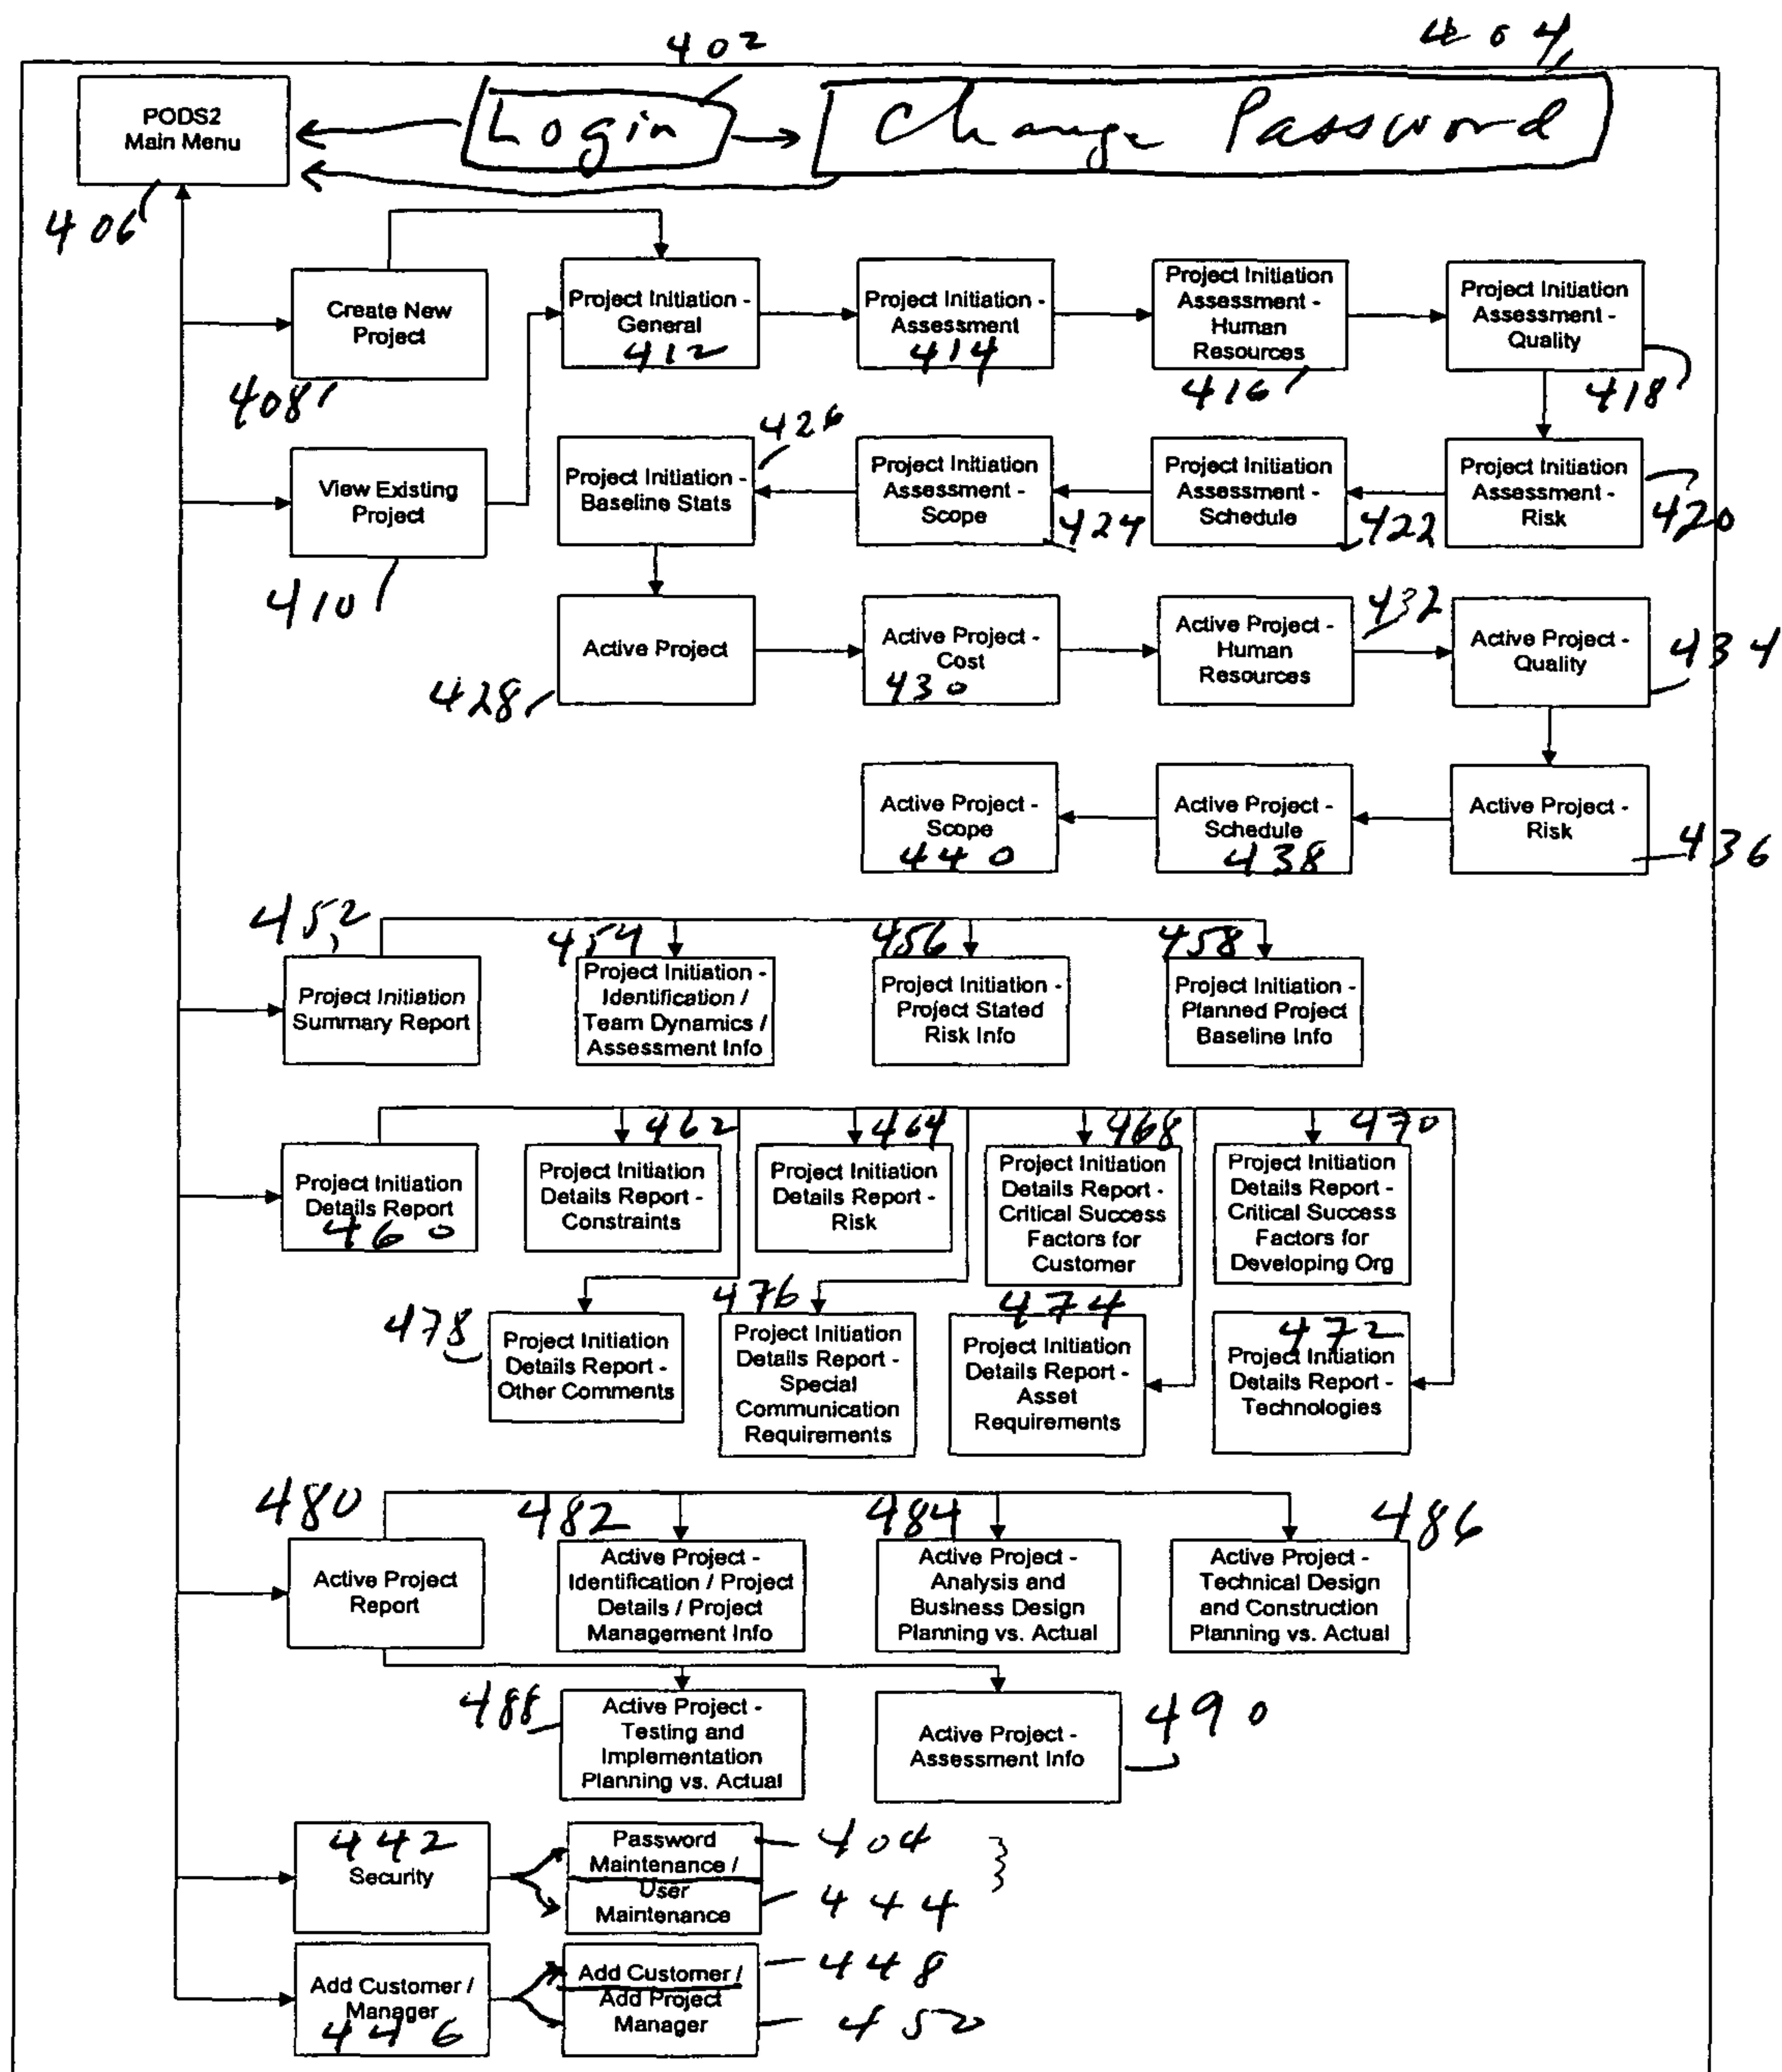 402
404
PODS2
Main Menu
Login
Change Password
406
Create New
Project
408
Project Initiation -
General
412
Project Initiation -
Assessment
414
Project Initiation
Assessment -
Human
Resources
416
Project Initiation
Assessment -
Quality
418
View Existing
Project
410
Project Initiation -
Baseline Stats
426
Project Initiation
Assessment -
Scope
424
Project Initiation
Assessment -
Schedule
422
Project Initiation
Assessment -
Risk
420
Active Project
428
Active Project -
Cost
430
Active Project -
Human
Resources
432
Active Project -
Quality
434
Active Project -
Scope
440
Active Project -
Schedule
438
Active Project -
Risk
436
452
Project Initiation
Summary Report
454
Project Initiation -
Identification /
Team Dynamics /
Assessment Info
456
Project Initiation -
Project Stated
Risk Info
458
Project Initiation -
Planned Project
Baseline Info
Project Initiation
Details Report
460
462
Project Initiation
Details Report -
Constraints
464
Project Initiation
Details Report -
Risk
468
Project Initiation
Details Report -
Critical Success
Factors for
Customer
470
Project Initiation
Details Report -
Critical Success
Factors for
Developing Org
478
Project Initiation
Details Report -
Other Comments
476
Project Initiation
Details Report -
Special
Communication
Requirements
474
Project Initiation
Details Report -
Asset
Requirements
472
Project Initiation
Details Report -
Technologies
480
Active Project
Report
482
Active Project -
Identification / Project
Details / Project
Management Info
484
Active Project -
Analysis and
Business Design
Planning vs. Actual
486
Active Project -
Technical Design
and Construction
Planning vs. Actual
488
Active Project -
Testing and
Implementation
Planning vs. Actual
Active Project -
Assessment Info
490
442
Security
Password
Maintenance /
User
Maintenance
404
444
Add Customer /
Manager
446
Add Customer /
Add Project
Manager
448
450